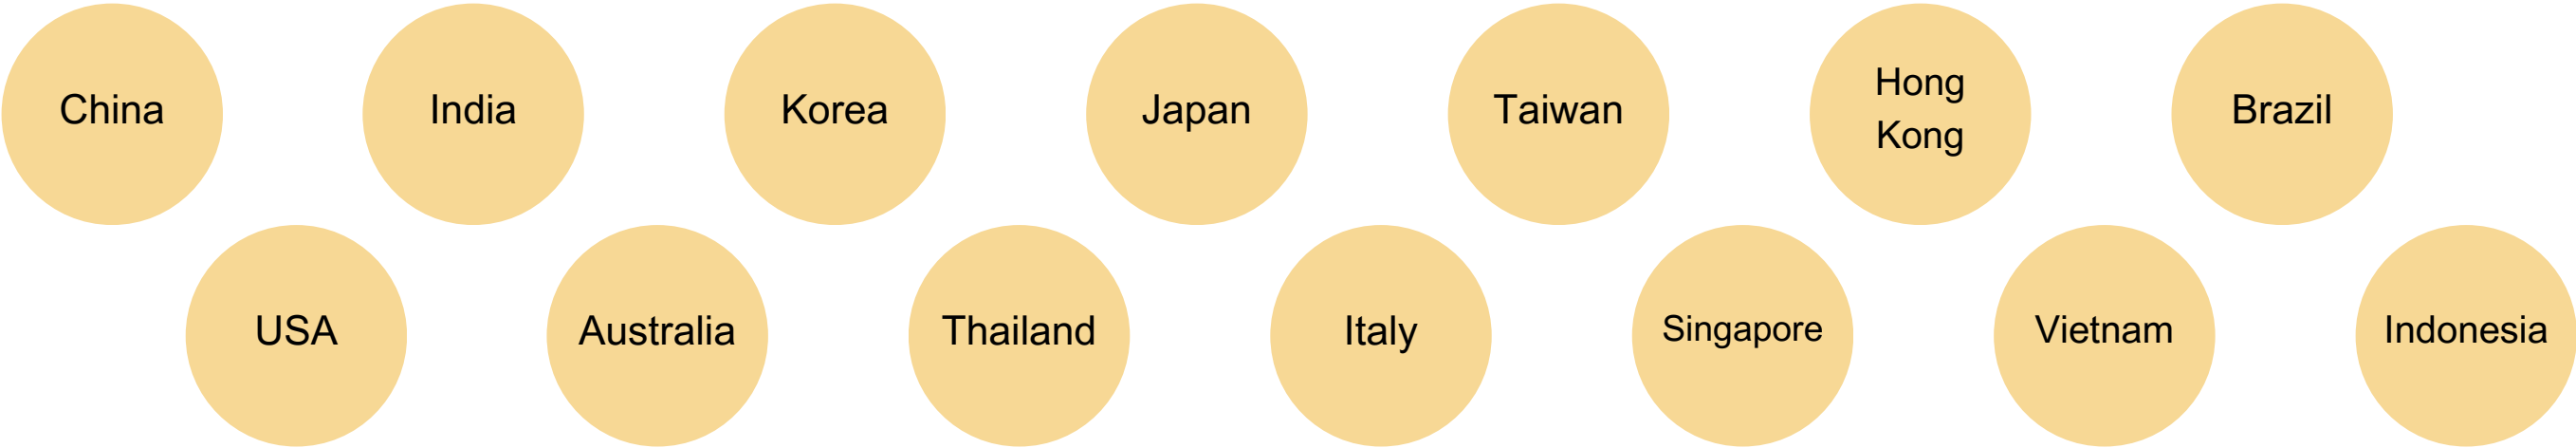 China
India
Korea
Japan
Taiwan
Hong
Kong
Brazil
USA
Australia
Thailand
Italy
Singapore
Vietnam
Indonesia